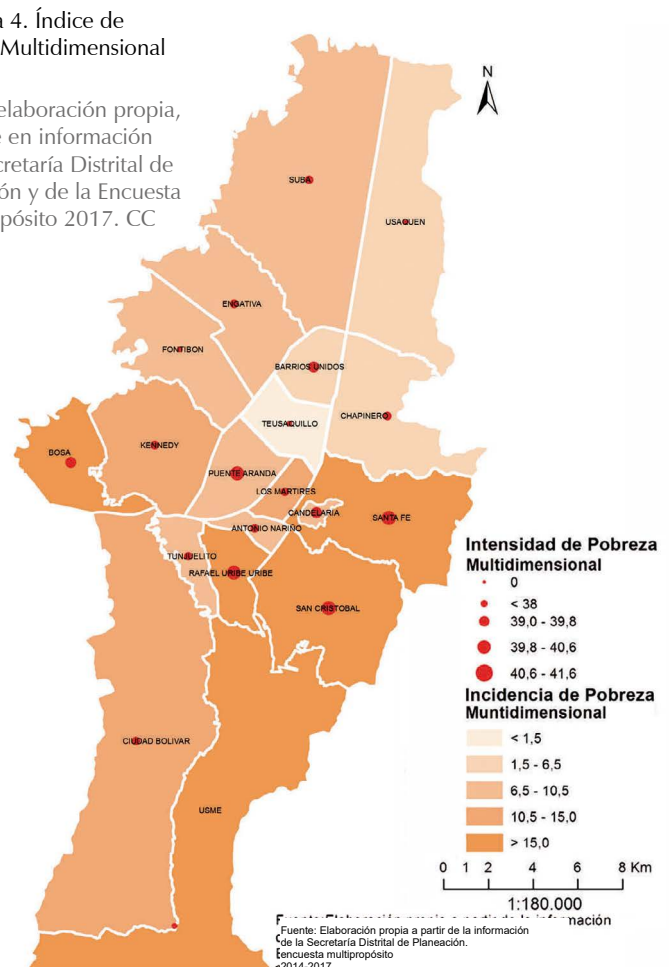 a 4. Índice de
Multidimensional
elaboración propia,
e en información
cretaría Distrital de
ión y de la Encuesta
pósito 2017. CC
N
SUBA
USAQUEN
ENGATIVA
FONTIBON
BARRIOS UNIDOS
CHAPINERO
TEUSAQUILLO
BOSA
KENNEDY
PUENTE ARANDA
LOS MARTIRES
CANDELARIA
SANTA FE
ANTONIO NARIÑO
TUNJUELITO
RAFAEL URIBE URIBE
SAN CRISTOBAL
CIUDAD BOLIVAR
USME
Intensidad de Pobreza
Multidimensional
0
< 38
39,0 - 39,8
39,8 - 40,6
40,6 - 41,6
Incidencia de Pobreza
Muntidimensional
< 1,5
1,5 - 6,5
6,5 - 10,5
10,5 - 15,0
> 15,0
0 1 2 4 6 8 Km
1:180.000
mación
Fuente: Elaboración propia a partir de la información
de la Secretaría Distrital de Planeación.
encuesta multipropósito
2014-2017